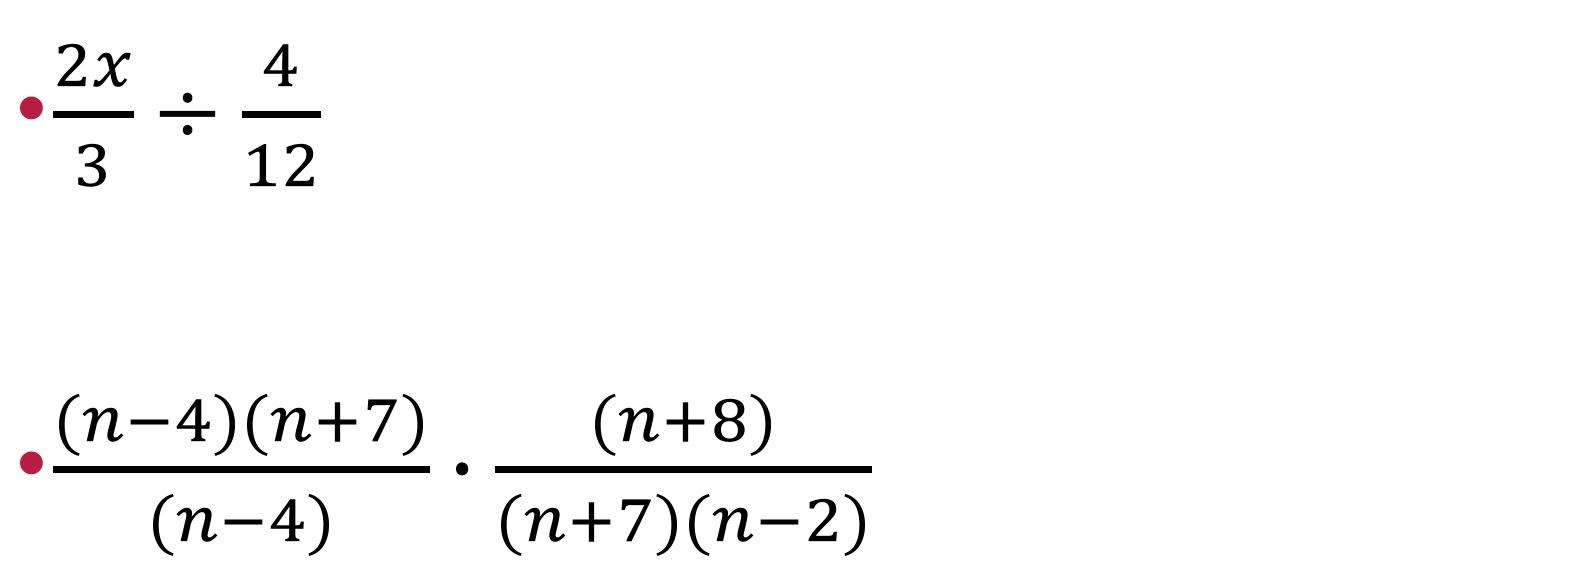 • 2x/3 ÷ 4/12
• (n−4)(n+7)/(n−4) · (n+8)/(n+7)(n−2)